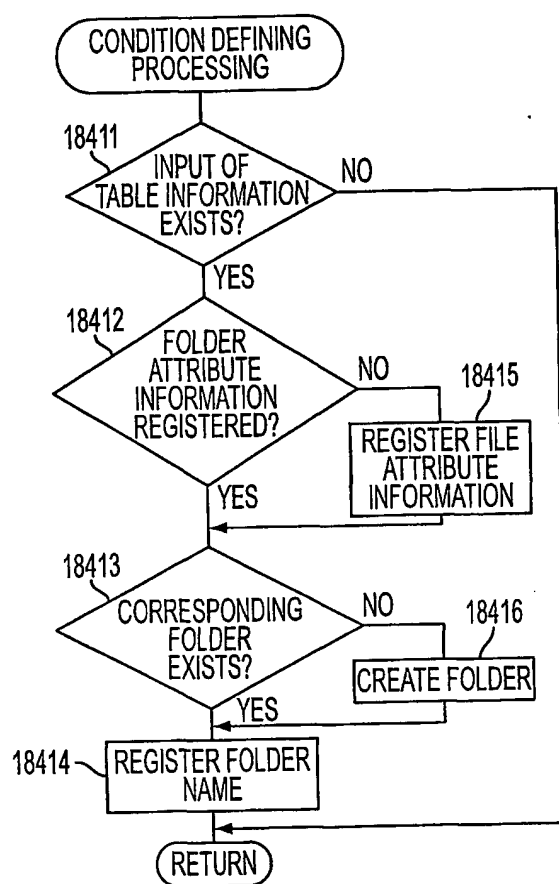 CONDITION DEFINING
PROCESSING
18411
INPUT OF
TABLE INFORMATION
EXISTS?
NO
YES
18412
FOLDER
ATTRIBUTE
INFORMATION
REGISTERED?
NO
18415
REGISTER FILE
ATTRIBUTE
INFORMATION
YES
18413
CORRESPONDING
FOLDER
EXISTS?
NO
18416
CREATE FOLDER
YES
18414
REGISTER FOLDER
NAME
RETURN